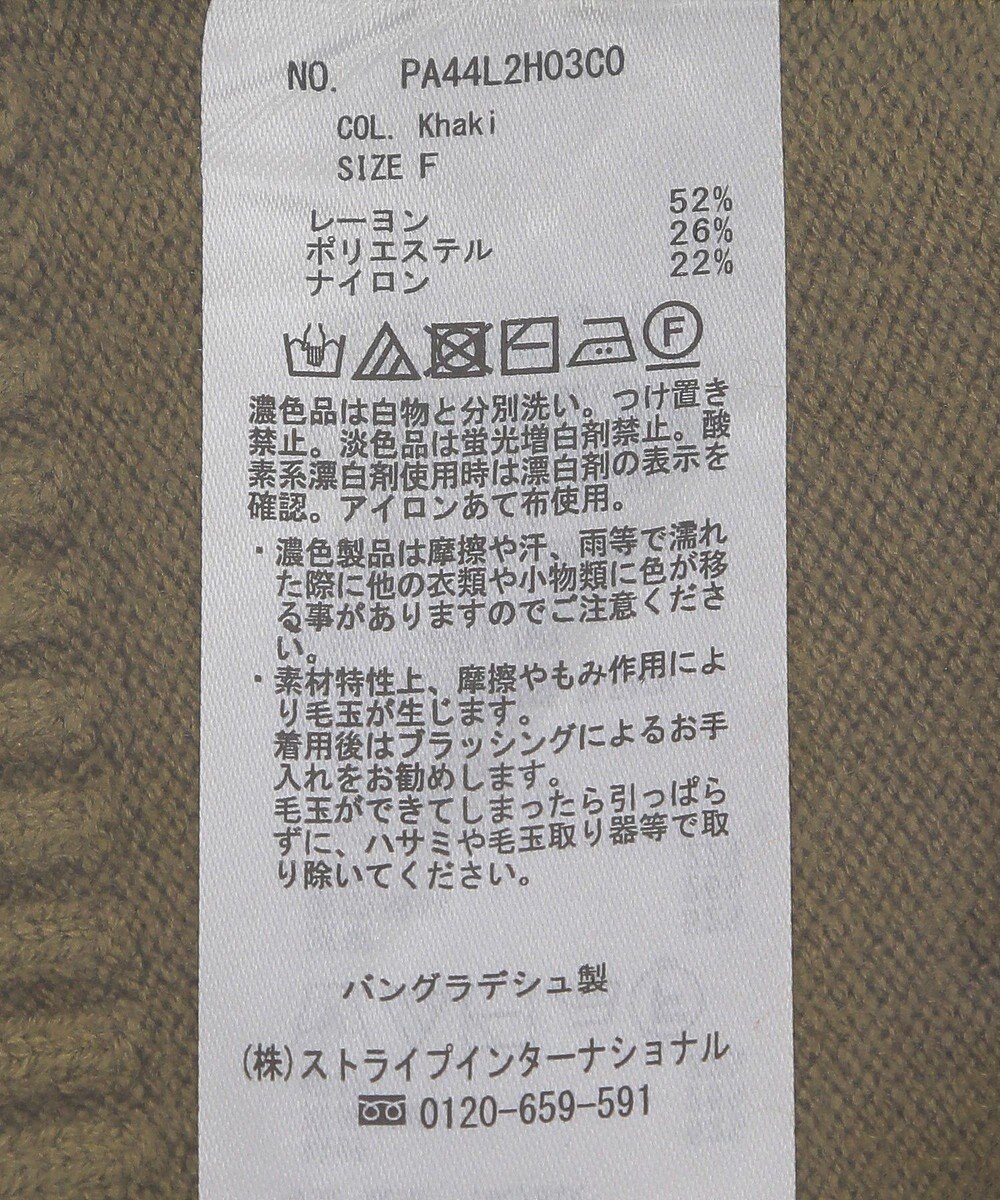 NO. PA44L2H03C0
COL. Khaki
SIZE F
レーヨン 52%
ポリエステル 26%
ナイロン 22%
F
濃色品は白物と分別洗い。つけ置き
禁止。淡色品は蛍光増白剤禁止。酸
素系漂白剤使用時は漂白剤の表示を
確認。アイロンあて布使用。
・濃色製品は摩擦や汗、雨等で濡れ
た際に他の衣類や小物類に色が移
る事がありますのでご注意くださ
い。
・素材特性上、摩擦やもみ作用によ
り毛玉が生じます。
着用後はブラッシングによるお手
入れをお勧めします。
毛玉ができてしまったら引っぱら
ずに、ハサミや毛玉取り器等で取
り除いてください。
バングラデシュ製
(株)ストライプインターナショナル
0120-659-591